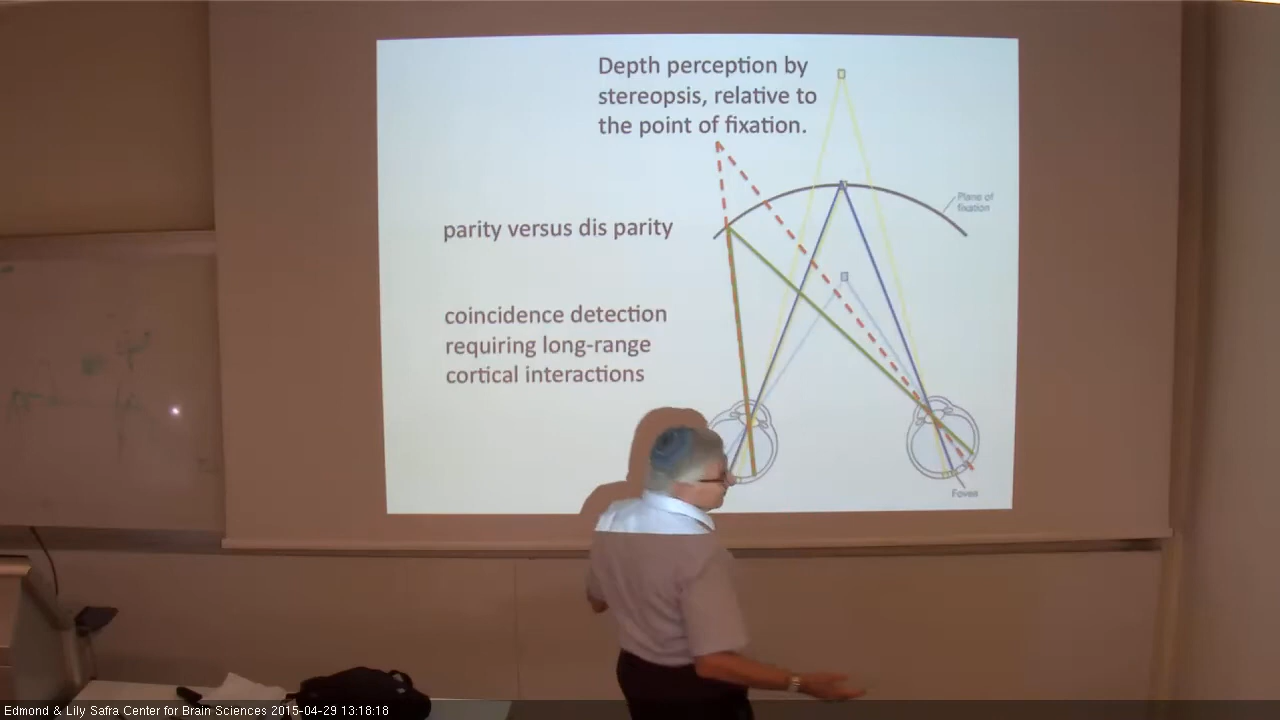 Depth perception by
stereopsis, relative to
the point of fixation.
Plane of
fixation
parity versus dis parity
coincidence detection
requiring long-range
cortical interactions
Fovea
Edmond & Lily Safra Center for Brain Sciences 2015-04-29 13:18:18